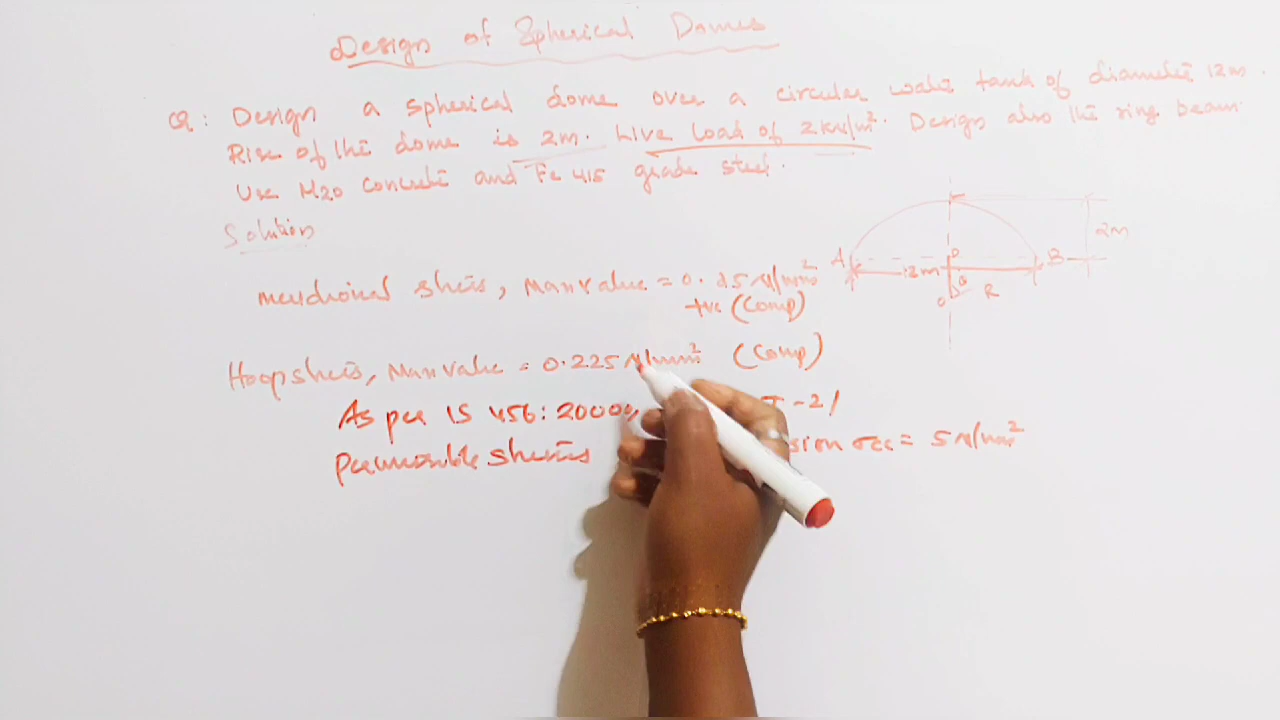 Design of Spherical Domes
Q: Design a spherical dome over a circular water tank of diameter 12m.
Rise of the dome is 2m. Live Load of 2kN/m². Design also the ring beam
Use M20 concrete and Fe 415 grade steel.
Solution
2m
A 12m D B
O θ R
Meridional stress, Max value = 0. 25 N/mm²
+ve (Comp)
Hoop stress, Max value = 0.225 N/mm² (Comp)
As per IS 456:2000, -21
Permissible stress sion σcc = 5 N/mm²